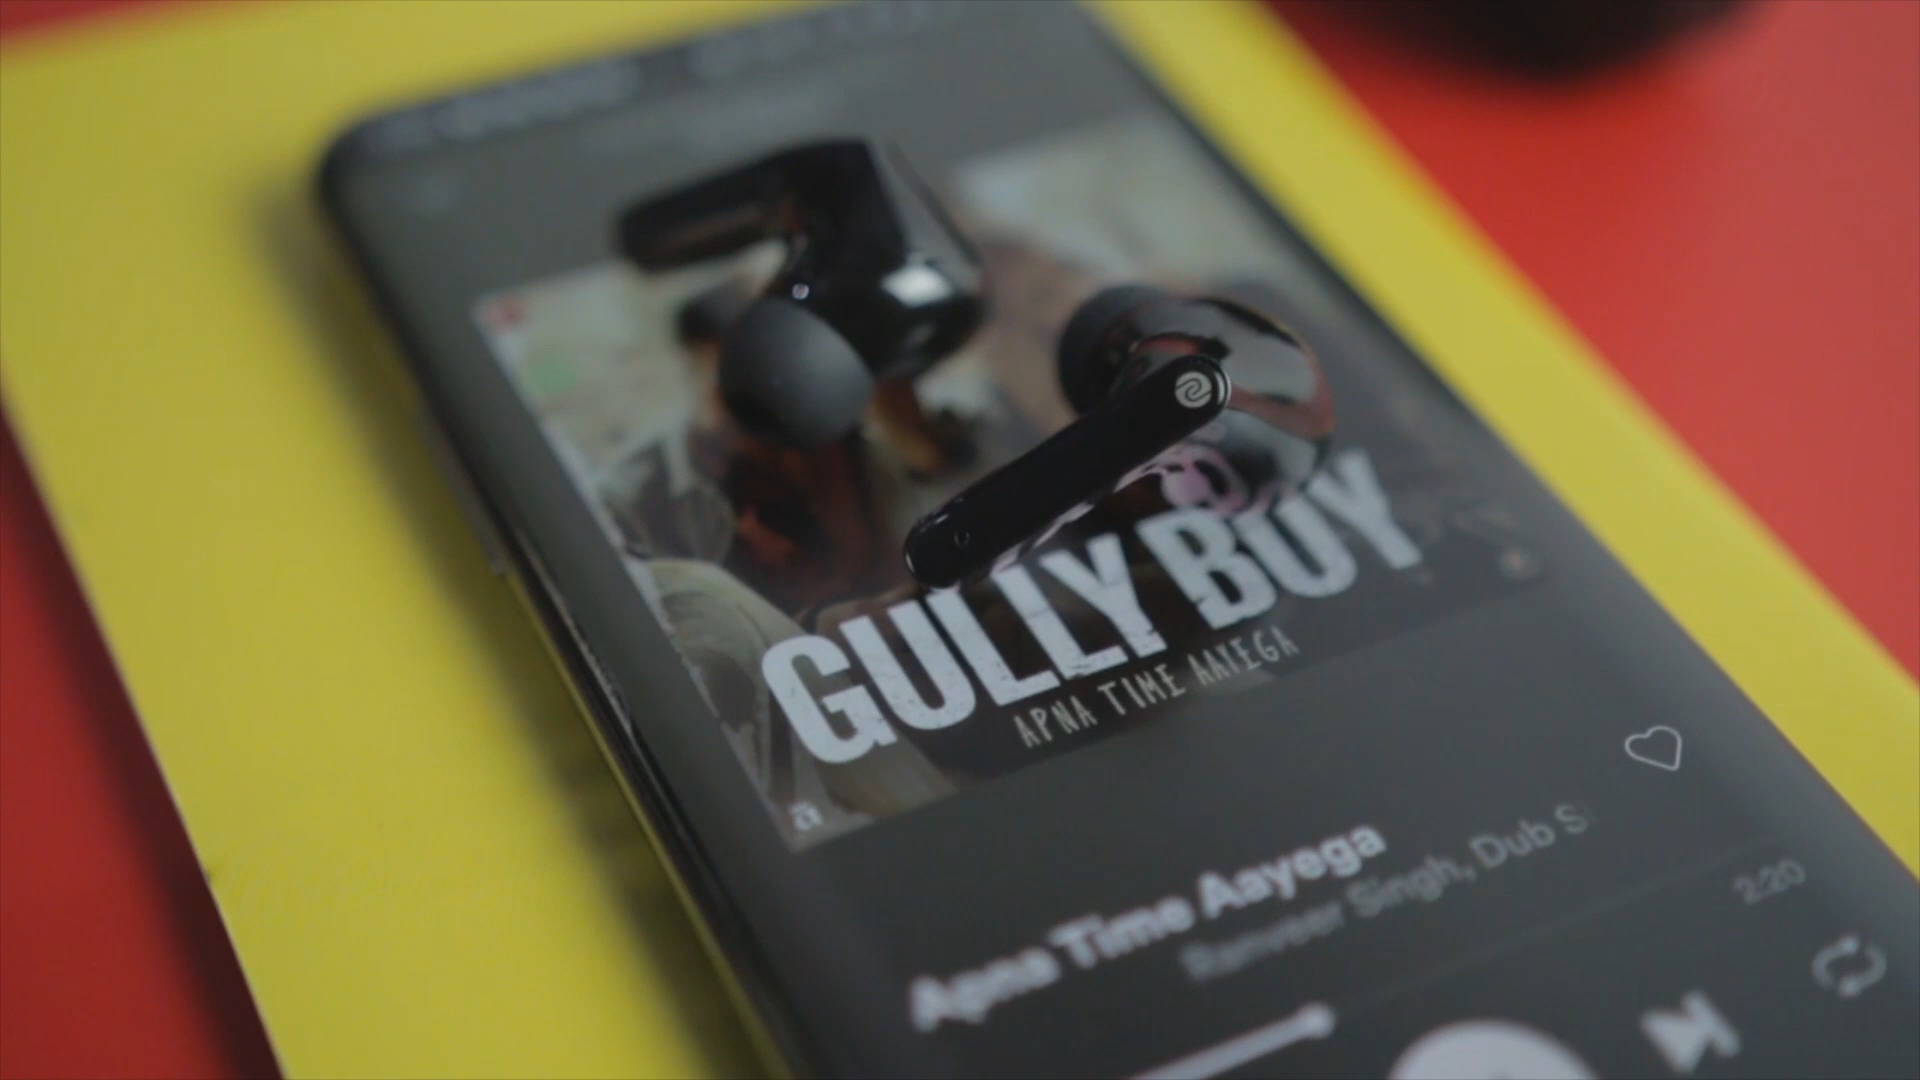 GULLY BOY
APNA TIME AAYEGA
a
Apna Time Aayega
Ranveer Singh, Dub S
2:20